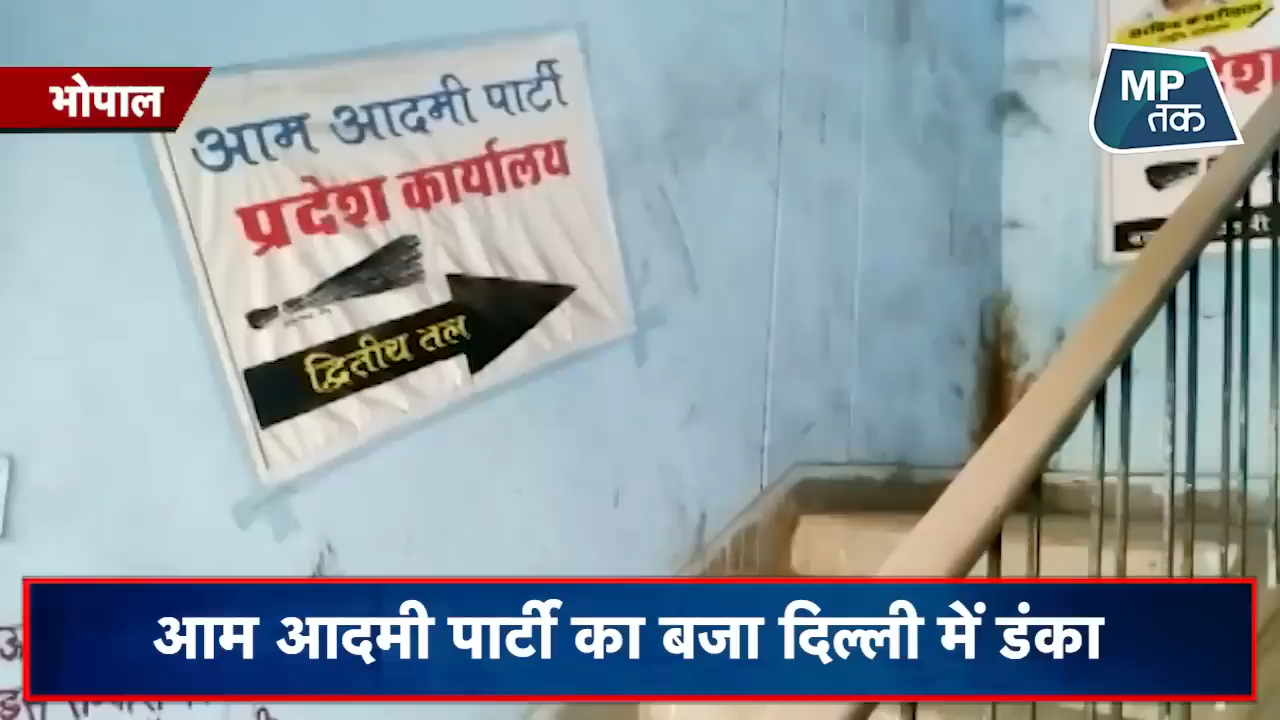 भोपाल
MP
तक
आम आदमी पार्टी
प्रदेश कार्यालय
द्वितीय तल
आम आदमी पार्टी का बजा दिल्ली में डंका